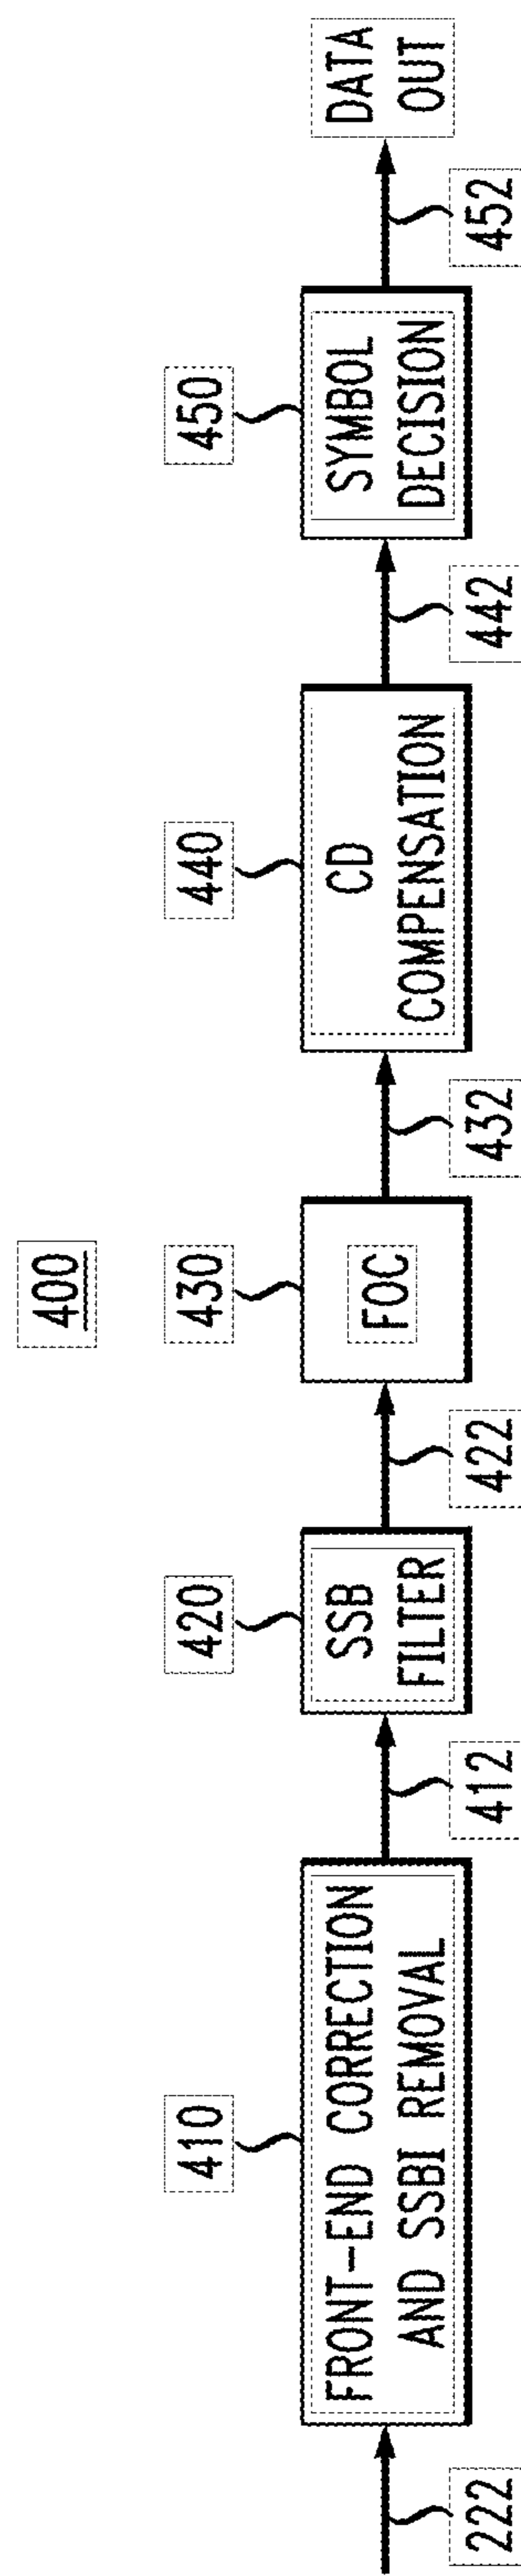 400
410
420
430
440
450
FRONT-END CORRECTION
AND SSBI REMOVAL
SSB
FILTER
FOC
CD
COMPENSATION
SYMBOL
DECISION
DATA
OUT
222
412
422
432
442
452